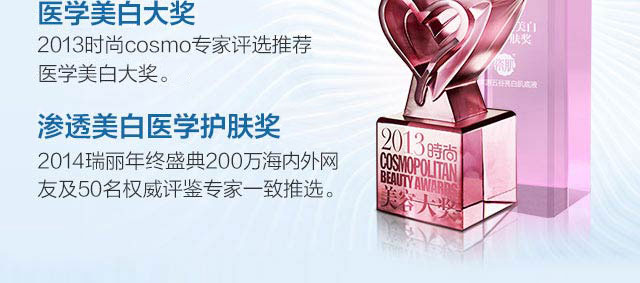 医学美白大奖
2013时尚cosmo专家评选推荐
医学美白大奖。
渗透美白医学护肤奖
2014瑞丽年终盛典200万海内外网
友及50名权威评鉴专家一致推选。
2013時尚
COSMOPOLITAN
BEAUTY AWARDS
美容大奖
美白
肤奖